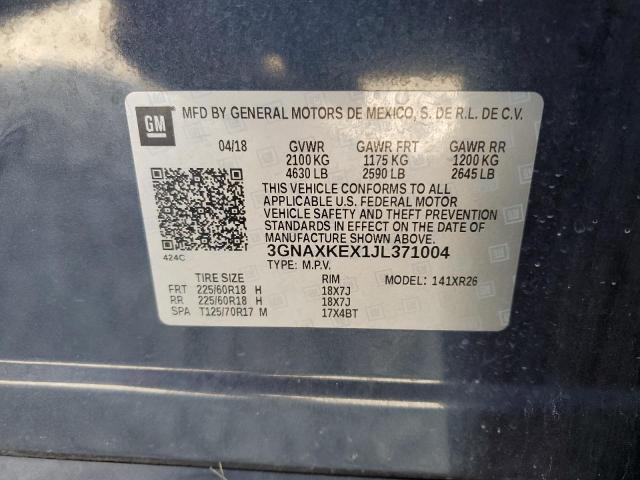 GM
MFD BY GENERAL MOTORS DE MEXICO, S. DE R.L. DE C.V.
04/18 GVWR GAWR FRT GAWR RR
2100 KG 1175 KG 1200 KG
4630 LB 2590 LB 2645 LB
THIS VEHICLE CONFORMS TO ALL
APPLICABLE U.S. FEDERAL MOTOR
VEHICLE SAFETY AND THEFT PREVENTION
STANDARDS IN EFFECT ON THE DATE OF
MANUFACTURE SHOWN ABOVE.
424C
3GNAXKEX1JL371004
TYPE: M.P.V.
TIRE SIZE RIM MODEL: 141XR26
FRT 225/60R18 H 18X7J
RR 225/60R18 H 18X7J
SPA T125/70R17 M 17X4BT